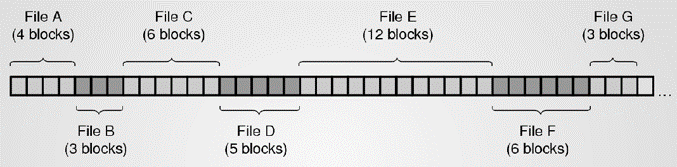 File A
(4 blocks)
File C
(6 blocks)
File E
(12 blocks)
File G
(3 blocks)
...
File B
(3 blocks)
File D
(5 blocks)
File F
(6 blocks)